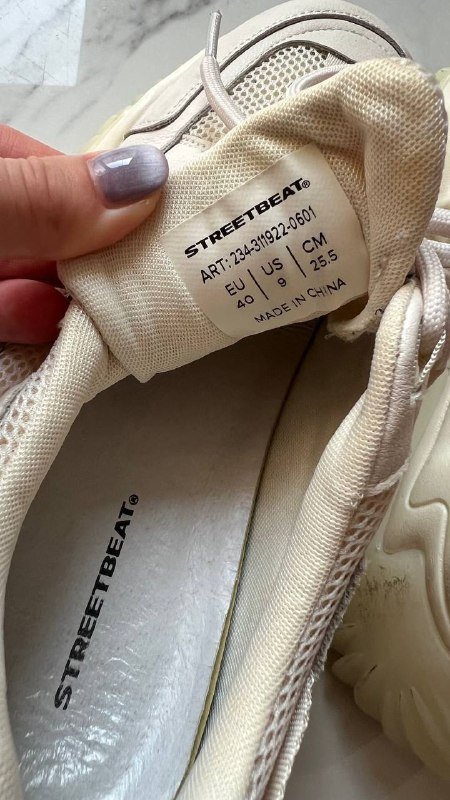 STREETBEAT®
ART: 234-311922-0601
EU | US | CM
40 | 9 | 25.5
MADE IN CHINA
STREETBEAT®